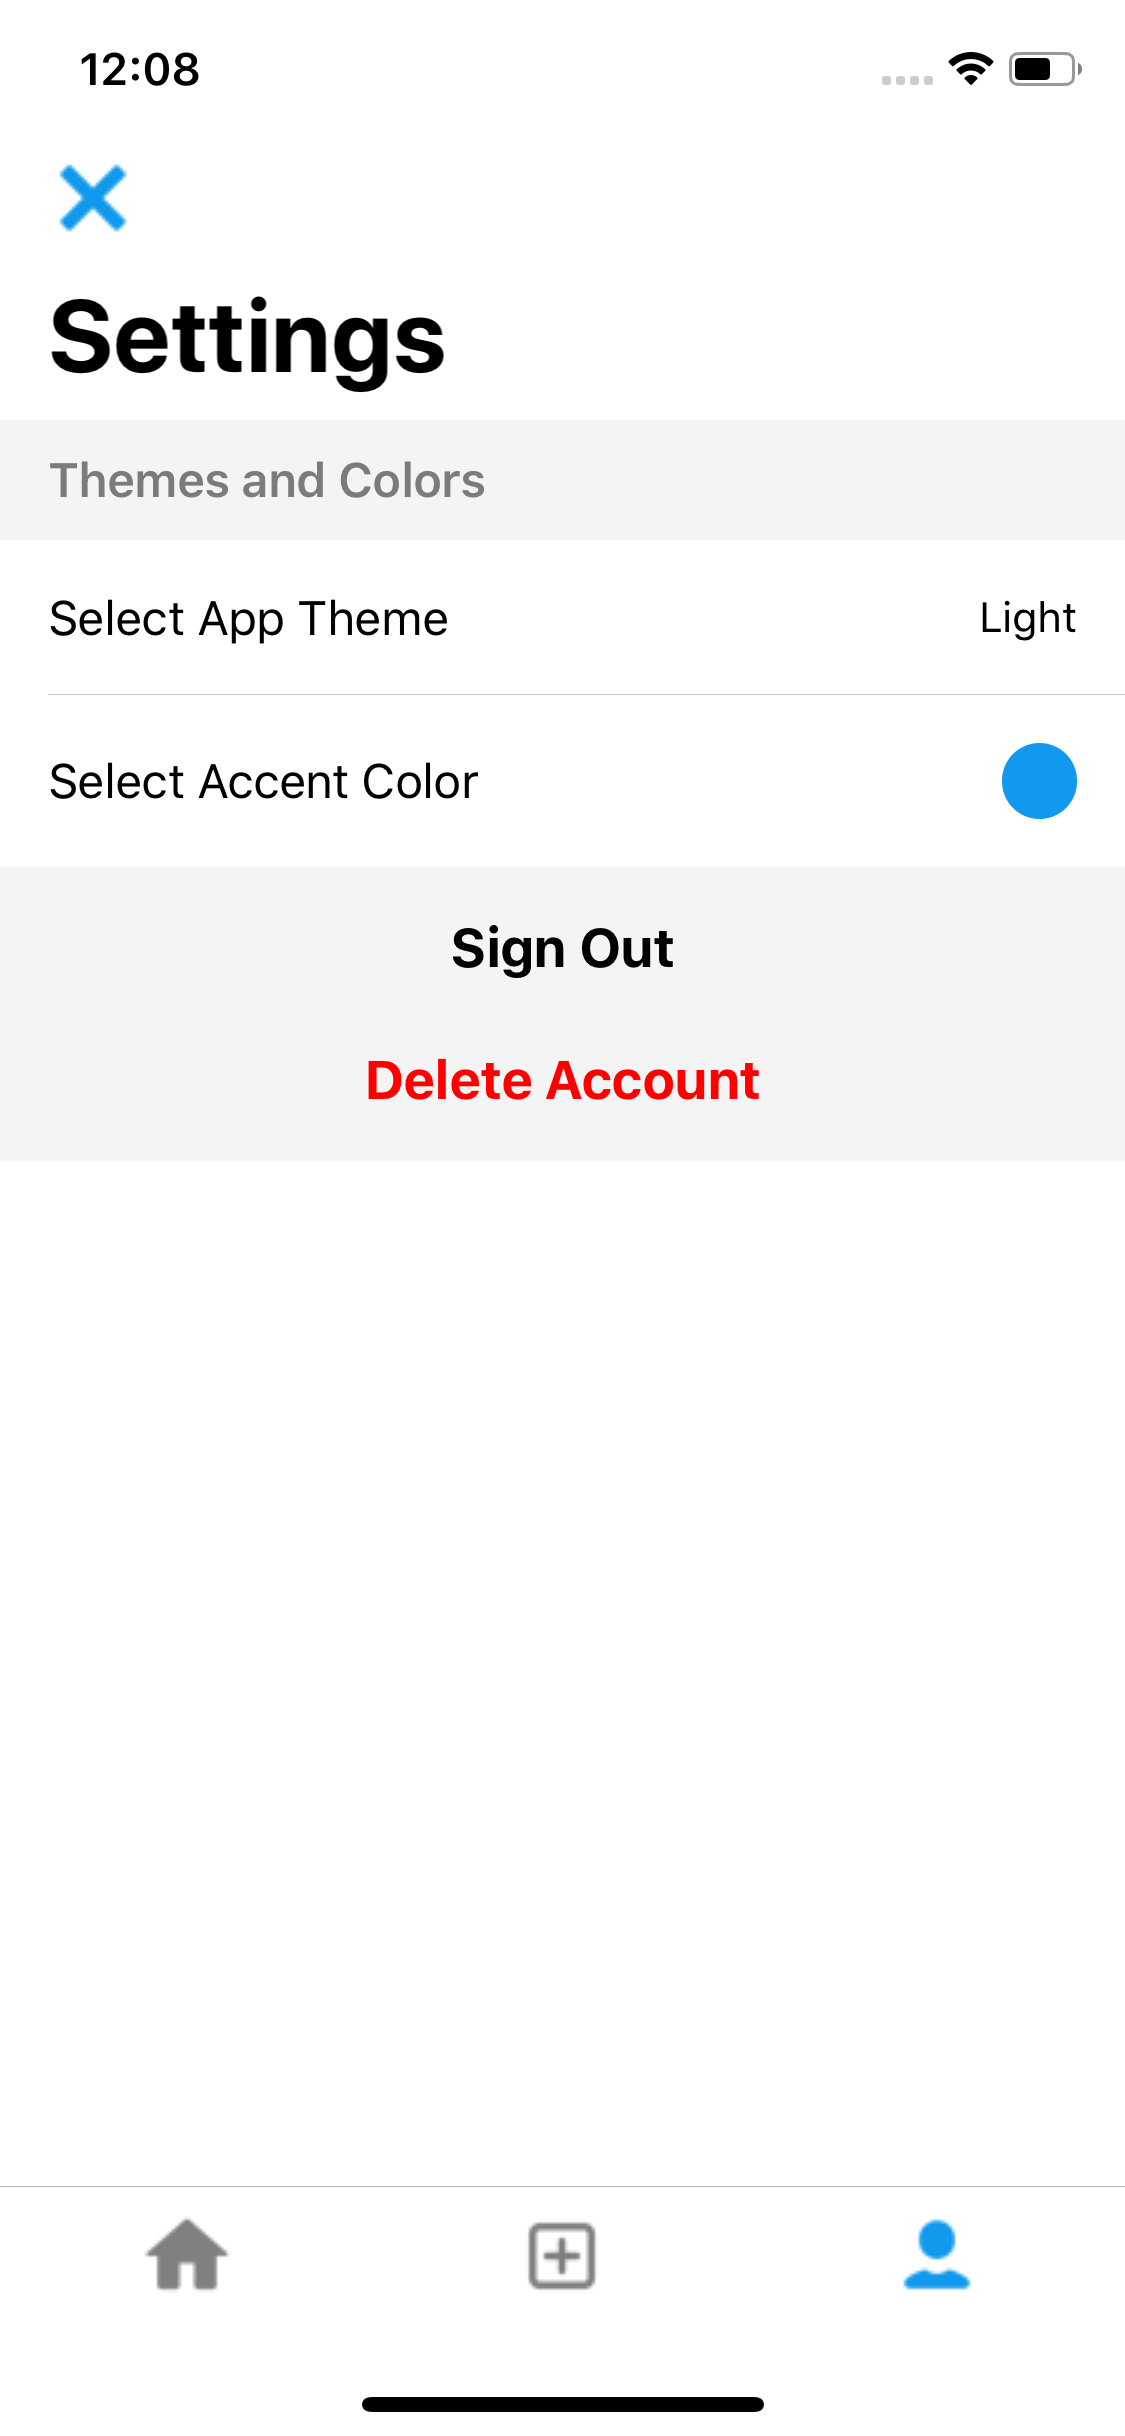 12:08
Settings
Themes and Colors
Select App Theme
Light
Select Accent Color
Sign Out
Delete Account